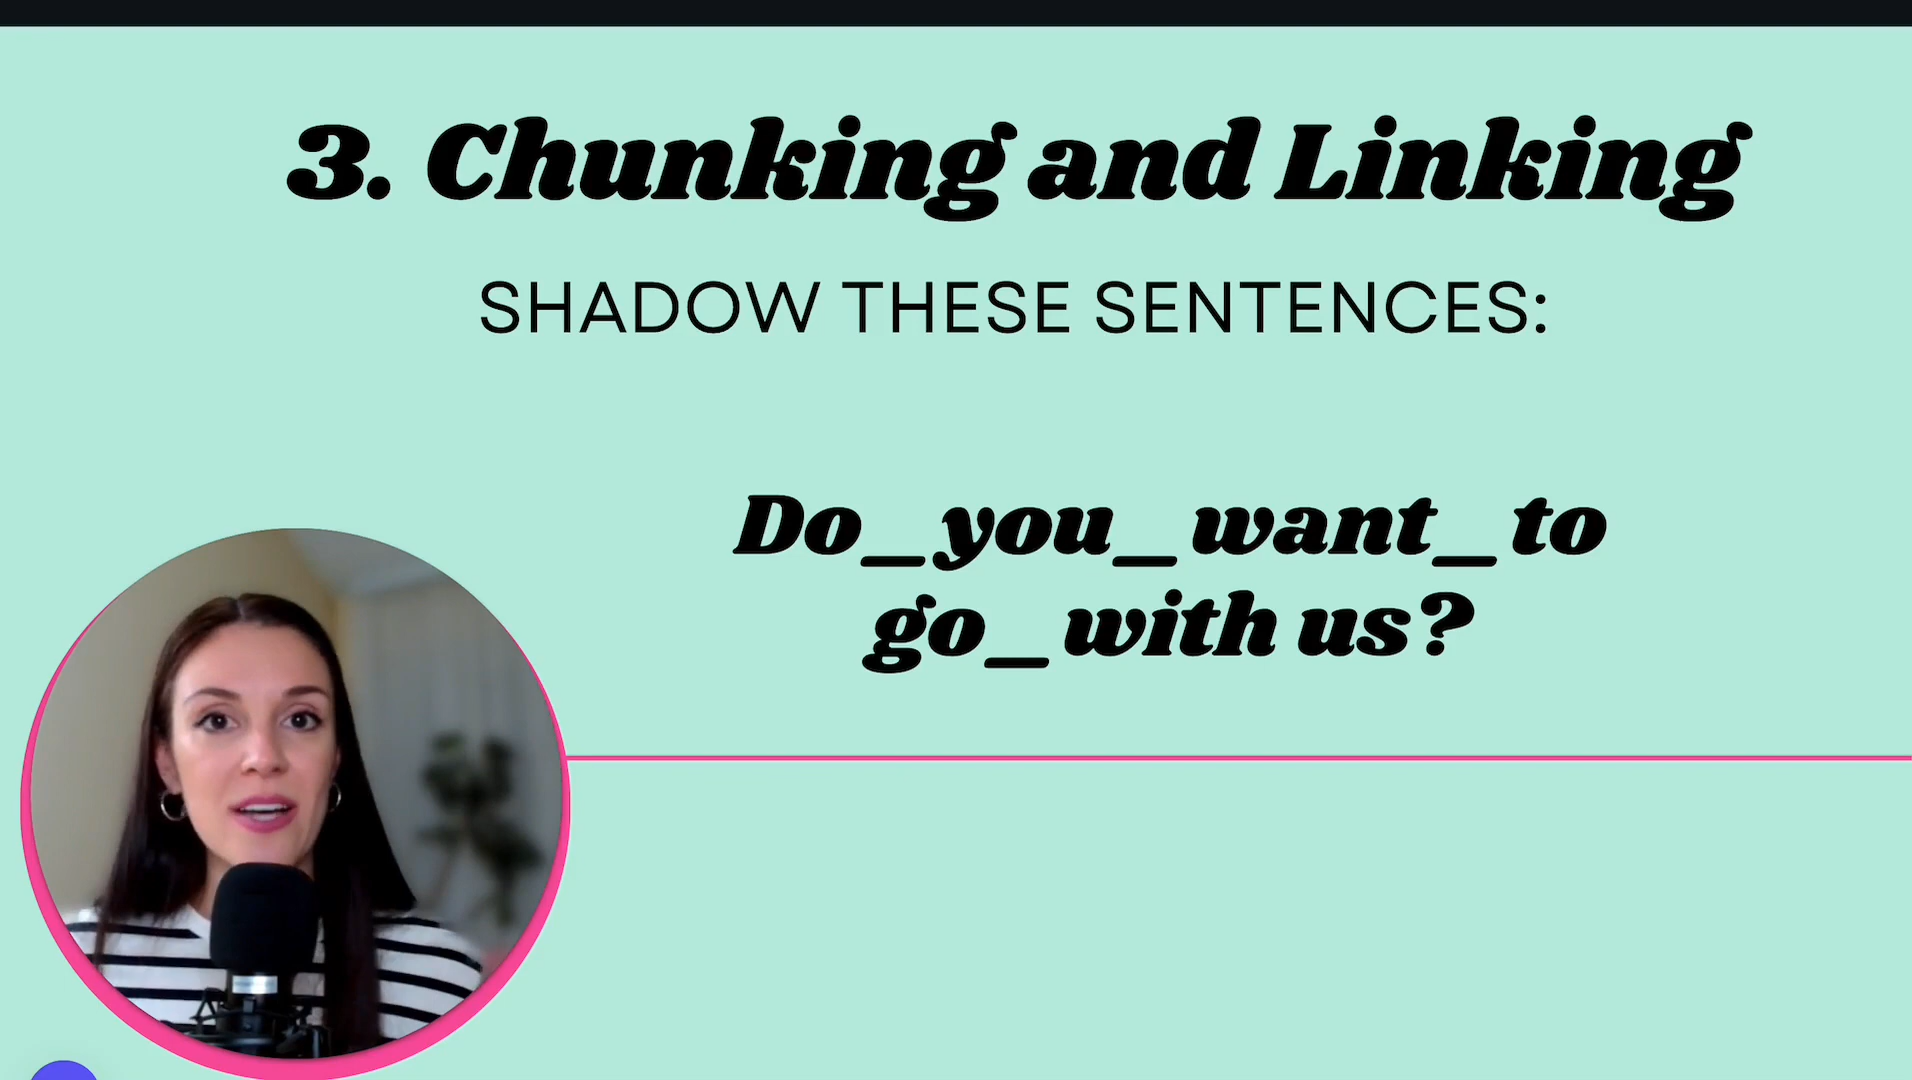 3. Chunking and Linking
SHADOW THESE SENTENCES:
Do_you_want_to
go_with us?